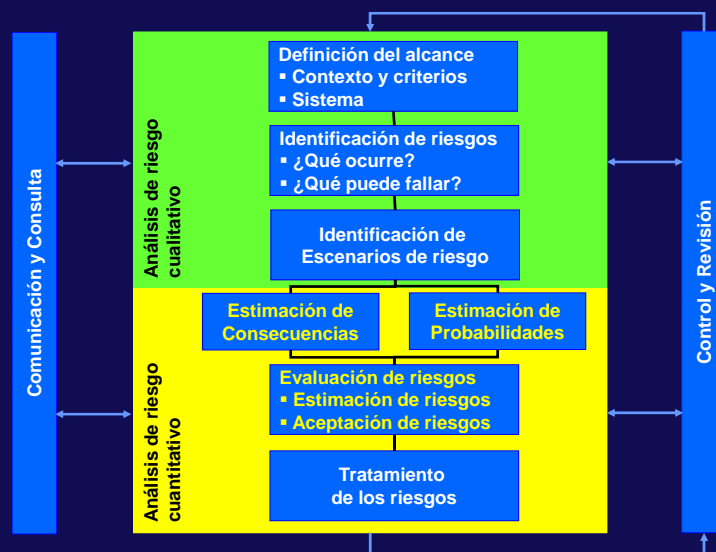 Comunicación y Consulta
Análisis de riesgo
cualitativo
Definición del alcance
▪ Contexto y criterios
▪ Sistema
Identificación de riesgos
▪ ¿Qué ocurre?
▪ ¿Qué puede fallar?
Identificación de
Escenarios de riesgo
Análisis de riesgo
cuantitativo
Estimación de
Consecuencias
Estimación de
Probabilidades
Evaluación de riesgos
▪ Estimación de riesgos
▪ Aceptación de riesgos
Tratamiento
de los riesgos
Control y Revisión